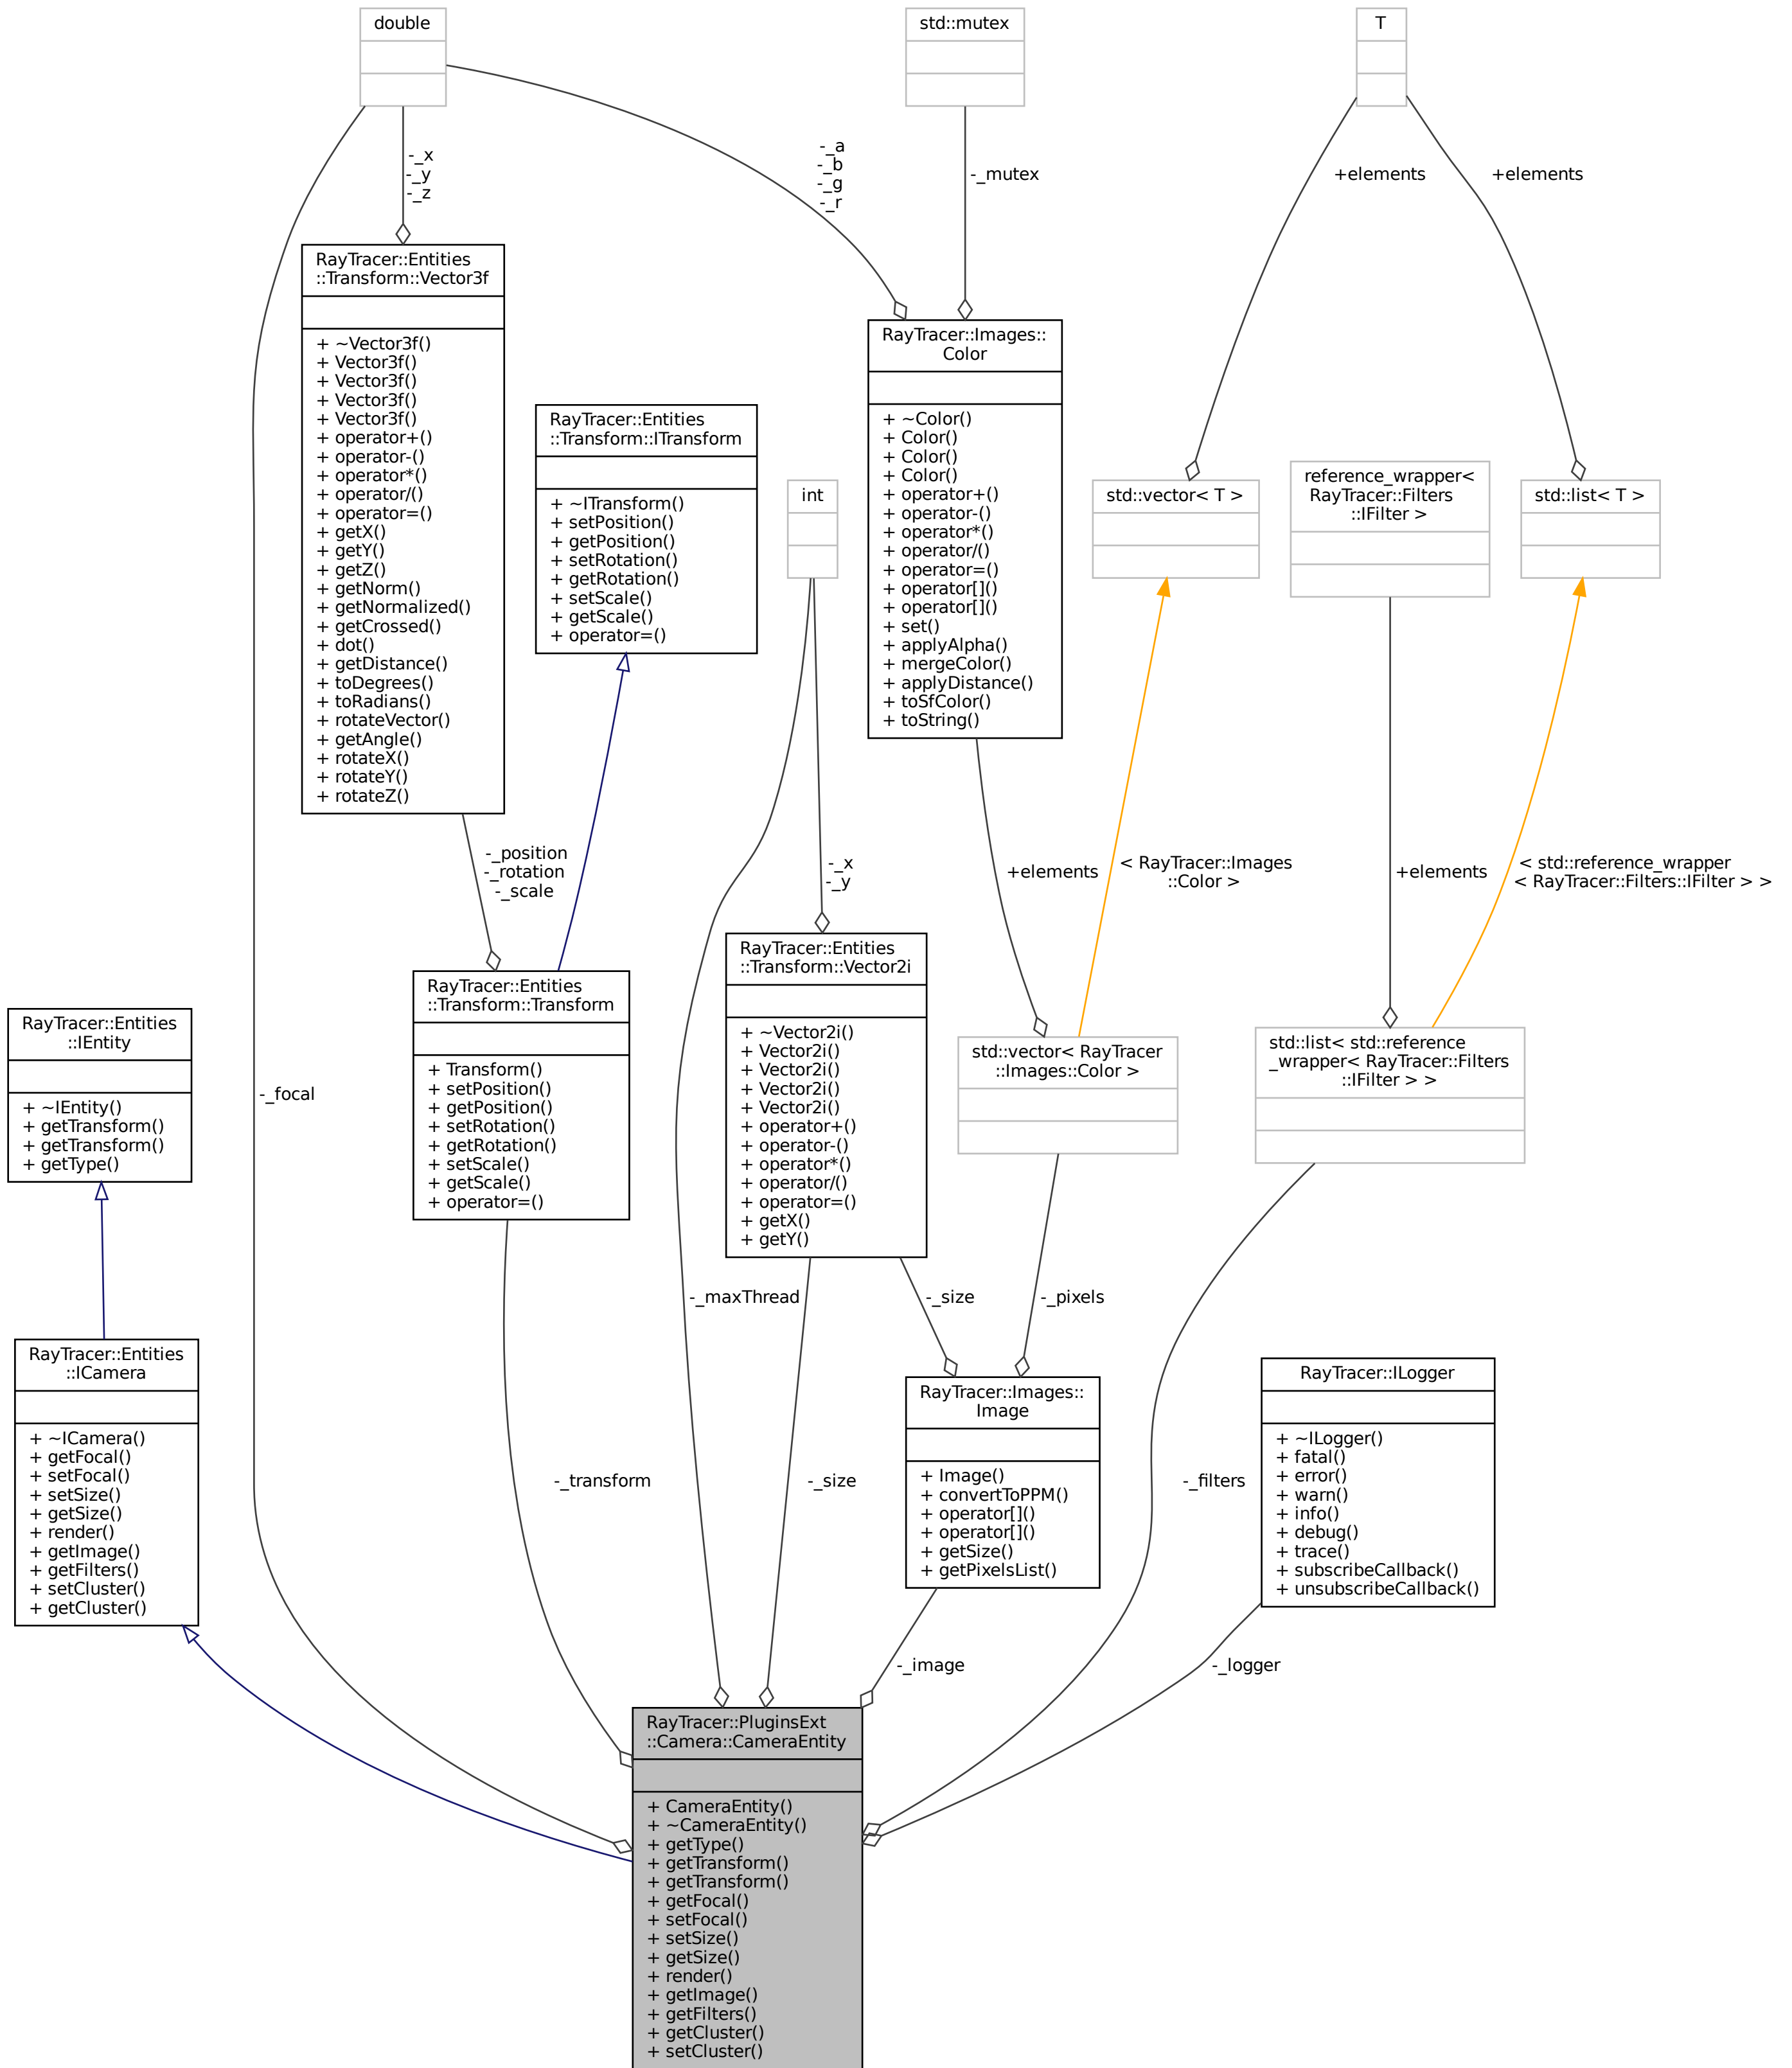 double
std::mutex
T
-_x
-_y
-_z
-_a
-_b
-_g
-_r
-_mutex
+elements
+elements
RayTracer::Entities
::Transform::Vector3f
+ ~Vector3f()
+ Vector3f()
+ Vector3f()
+ Vector3f()
+ Vector3f()
+ operator+()
+ operator-()
+ operator*()
+ operator/()
+ operator=()
+ getX()
+ getY()
+ getZ()
+ getNorm()
+ getNormalized()
+ getCrossed()
+ dot()
+ getDistance()
+ toDegrees()
+ toRadians()
+ rotateVector()
+ getAngle()
+ rotateX()
+ rotateY()
+ rotateZ()
RayTracer::Entities
::Transform::ITransform
+ ~ITransform()
+ setPosition()
+ getPosition()
+ setRotation()
+ getRotation()
+ setScale()
+ getScale()
+ operator=()
int
RayTracer::Images::
Color
+ ~Color()
+ Color()
+ Color()
+ Color()
+ operator+()
+ operator-()
+ operator*()
+ operator/()
+ operator=()
+ operator[]()
+ operator[]()
+ set()
+ applyAlpha()
+ mergeColor()
+ applyDistance()
+ toSfColor()
+ toString()
std::vector< T >
reference_wrapper<
RayTracer::Filters
::IFilter >
std::list< T >
-_position
-_rotation
-_scale
-_x
-_y
+elements
< RayTracer::Images
::Color >
+elements
< std::reference_wrapper
< RayTracer::Filters::IFilter > >
RayTracer::Entities
::IEntity
+ ~IEntity()
+ getTransform()
+ getTransform()
+ getType()
-_focal
RayTracer::Entities
::Transform::Transform
+ Transform()
+ setPosition()
+ getPosition()
+ setRotation()
+ getRotation()
+ setScale()
+ getScale()
+ operator=()
RayTracer::Entities
::Transform::Vector2i
+ ~Vector2i()
+ Vector2i()
+ Vector2i()
+ Vector2i()
+ Vector2i()
+ operator+()
+ operator-()
+ operator*()
+ operator/()
+ operator=()
+ getX()
+ getY()
std::vector< RayTracer
::Images::Color >
std::list< std::reference
_wrapper< RayTracer::Filters
::IFilter > >
-_maxThread
-_size
-_pixels
RayTracer::Entities
::ICamera
+ ~ICamera()
+ getFocal()
+ setFocal()
+ setSize()
+ getSize()
+ render()
+ getImage()
+ getFilters()
+ setCluster()
+ getCluster()
-_transform
-_size
RayTracer::Images::
Image
+ Image()
+ convertToPPM()
+ operator[]()
+ operator[]()
+ getSize()
+ getPixelsList()
-_filters
RayTracer::ILogger
+ ~ILogger()
+ fatal()
+ error()
+ warn()
+ info()
+ debug()
+ trace()
+ subscribeCallback()
+ unsubscribeCallback()
-_image
-_logger
RayTracer::PluginsExt
::Camera::CameraEntity
+ CameraEntity()
+ ~CameraEntity()
+ getType()
+ getTransform()
+ getTransform()
+ getFocal()
+ setFocal()
+ setSize()
+ getSize()
+ render()
+ getImage()
+ getFilters()
+ getCluster()
+ setCluster()